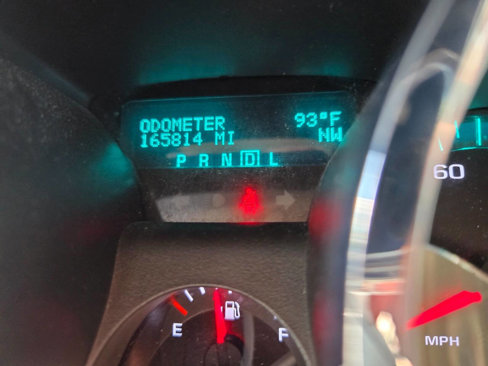 ODOMETER 93°F
165814 MI NW
P R N D L
60
E F
MPH